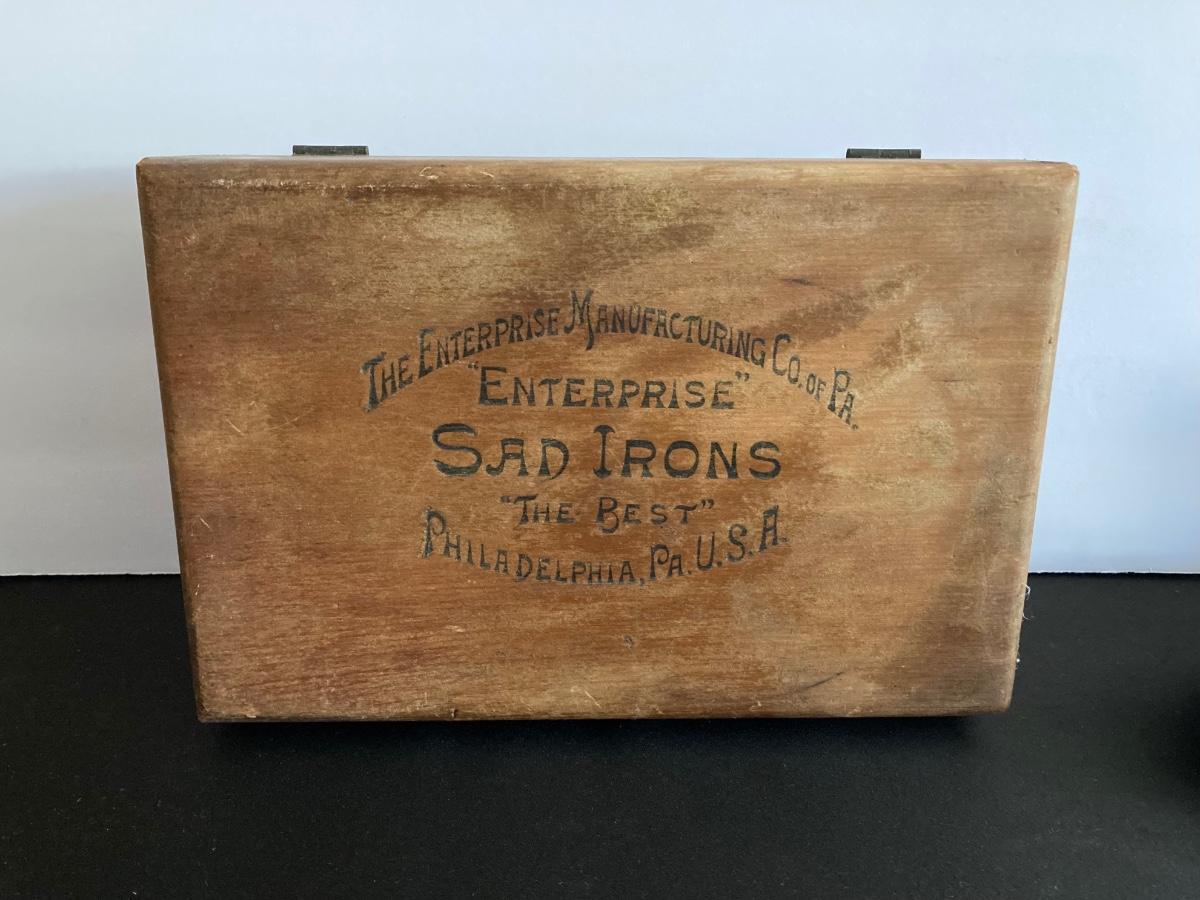 The Enterprise Manufacturing Co. of Pa.
"Enterprise"
Sad Irons
"The Best"
Philadelphia, Pa. U.S.A.